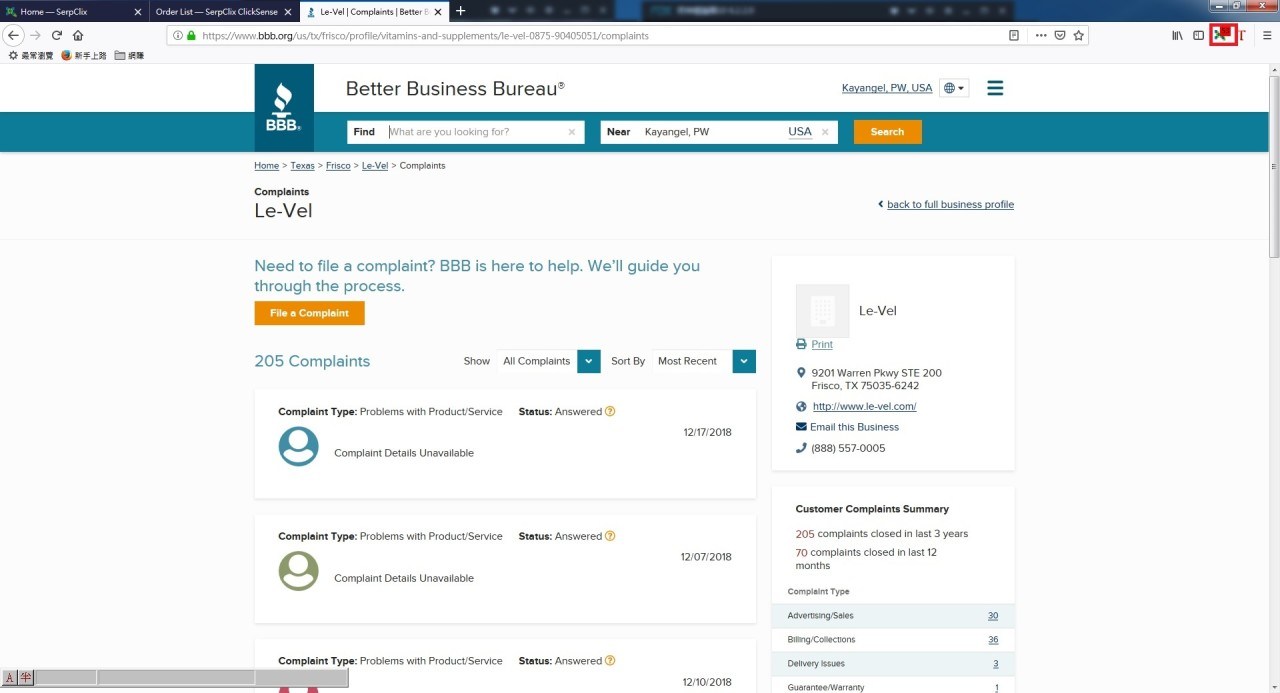 Home — SerpClix
Order List — SerpClix ClickSense
Le-Vel | Complaints | Better B
https://www.bbb.org/us/tx/frisco/profile/vitamins-and-supplements/le-vel-0875-90405051/complaints
最常瀏覽 新手上路 網賺
BBB
Better Business Bureau®
Kayangel, PW, USA
Find What are you looking for?
Near Kayangel, PW USA
Search
Home > Texas > Frisco > Le-Vel > Complaints
Complaints
Le-Vel
back to full business profile
Need to file a complaint? BBB is here to help. We'll guide you
through the process.
File a Complaint
205 Complaints
Show All Complaints
Sort By Most Recent
Complaint Type: Problems with Product/Service Status: Answered
12/17/2018
Complaint Details Unavailable
Complaint Type: Problems with Product/Service Status: Answered
12/07/2018
Complaint Details Unavailable
Complaint Type: Problems with Product/Service Status: Answered
12/10/2018
Le-Vel
Print
9201 Warren Pkwy STE 200
Frisco, TX 75035-6242
http://www.le-vel.com/
Email this Business
(888) 557-0005
Customer Complaints Summary
205 complaints closed in last 3 years
70 complaints closed in last 12
months
Complaint Type
Advertising/Sales 30
Billing/Collections 36
Delivery Issues 3
Guarantee/Warranty 1
A 半